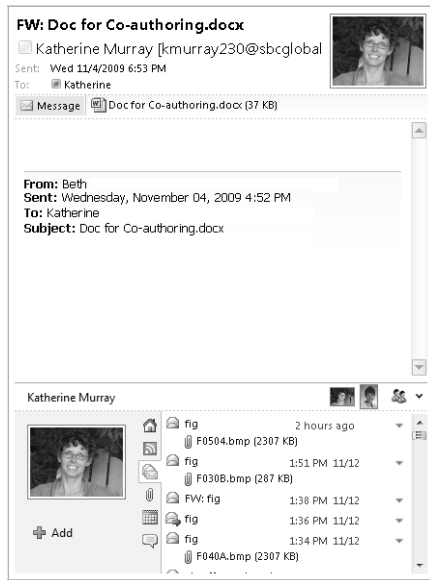 FW: Doc for Co-authoring.docx
Katherine Murray [kmurray230@sbcglobal
Sent: Wed 11/4/2009 6:53 PM
To: Katherine
Message Doc for Co-authoring.docx (37 KB)
From: Beth
Sent: Wednesday, November 04, 2009 4:52 PM
To: Katherine
Subject: Doc for Co-authoring.docx
Katherine Murray
fig 2 hours ago
F0504.bmp (2307 KB)
fig 1:51 PM 11/12
F030B.bmp (287 KB)
FW: fig 1:38 PM 11/12
fig 1:36 PM 11/12
fig 1:34 PM 11/12
F040A.bmp (2307 KB)
Add